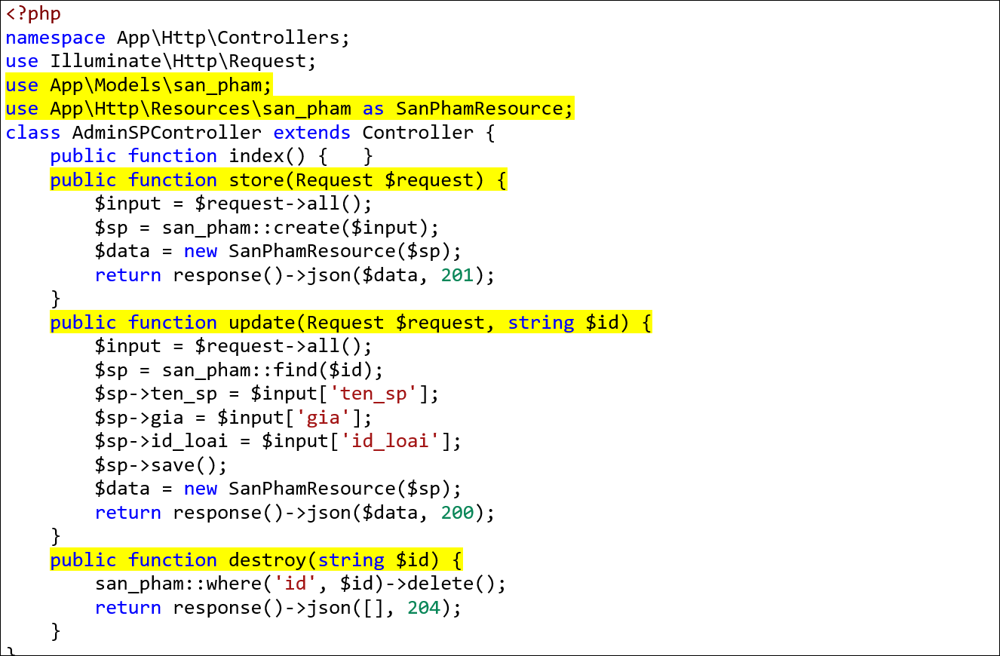 <?php
namespace App\Http\Controllers;
use Illuminate\Http\Request;
use App\Models\san_pham;
use App\Http\Resources\san_pham as SanPhamResource;
class AdminSPController extends Controller {
    public function index() {   }
    public function store(Request $request) {
        $input = $request->all();
        $sp = san_pham::create($input);
        $data = new SanPhamResource($sp);
        return response()->json($data, 201);
    }
    public function update(Request $request, string $id) {
        $input = $request->all();
        $sp = san_pham::find($id);
        $sp->ten_sp = $input['ten_sp'];
        $sp->gia = $input['gia'];
        $sp->id_loai = $input['id_loai'];
        $sp->save();
        $data = new SanPhamResource($sp);
        return response()->json($data, 200);
    }
    public function destroy(string $id) {
        san_pham::where('id', $id)->delete();
        return response()->json([], 204);
    }
}